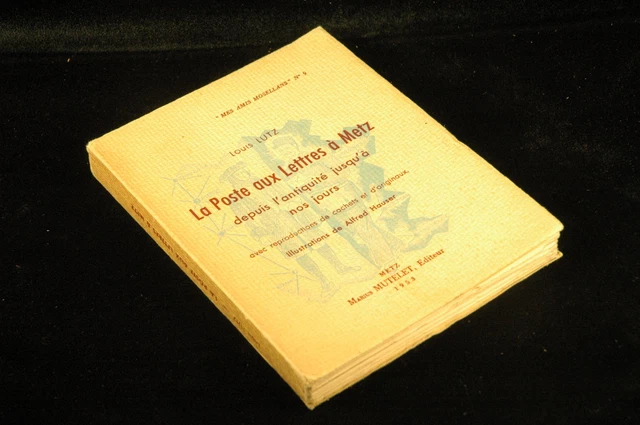 "MES AMIS MOSELLANS" N° 9
LOUIS LUTZ
La Poste aux Lettres à Metz
depuis l'antiquité jusqu'à
nos jours
avec reproductions de cachets et d'originaux.
Illustrations de Alfred Hauser
METZ
MARIUS MUTELET, Editeur
1953